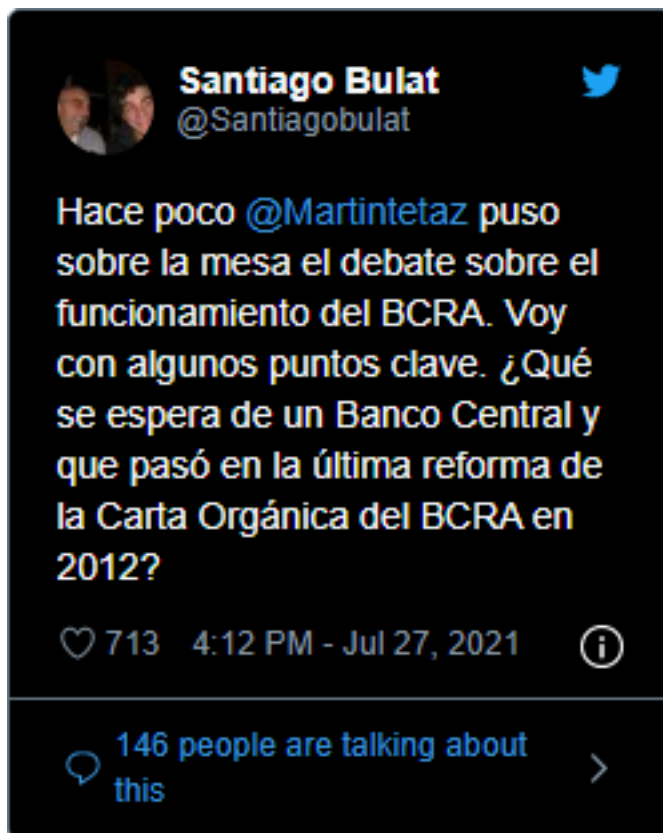 Santiago Bulat
@Santiagobulat
Hace poco @Martintetaz puso
sobre la mesa el debate sobre el
funcionamiento del BCRA. Voy
con algunos puntos clave. ¿Qué
se espera de un Banco Central y
que pasó en la última reforma de
la Carta Orgánica del BCRA en
2012?
713 4:12 PM - Jul 27, 2021
146 people are talking about
this